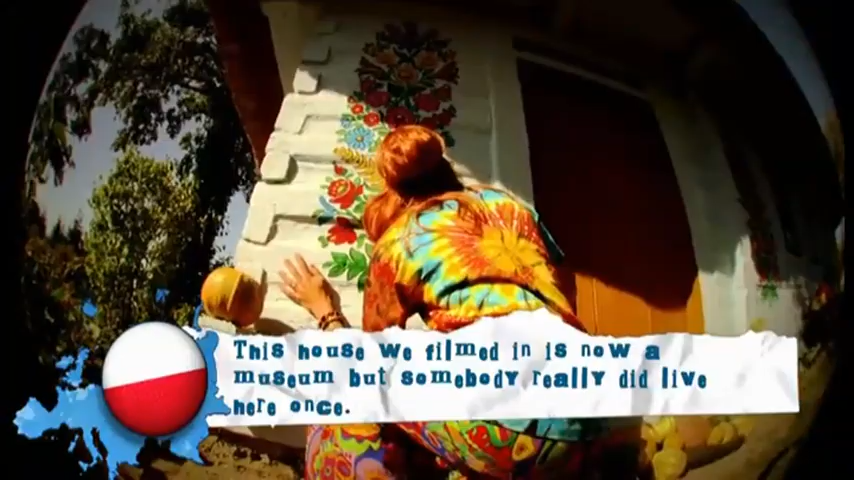 This house we filmed in is now a
museum but somebody really did live
here once.